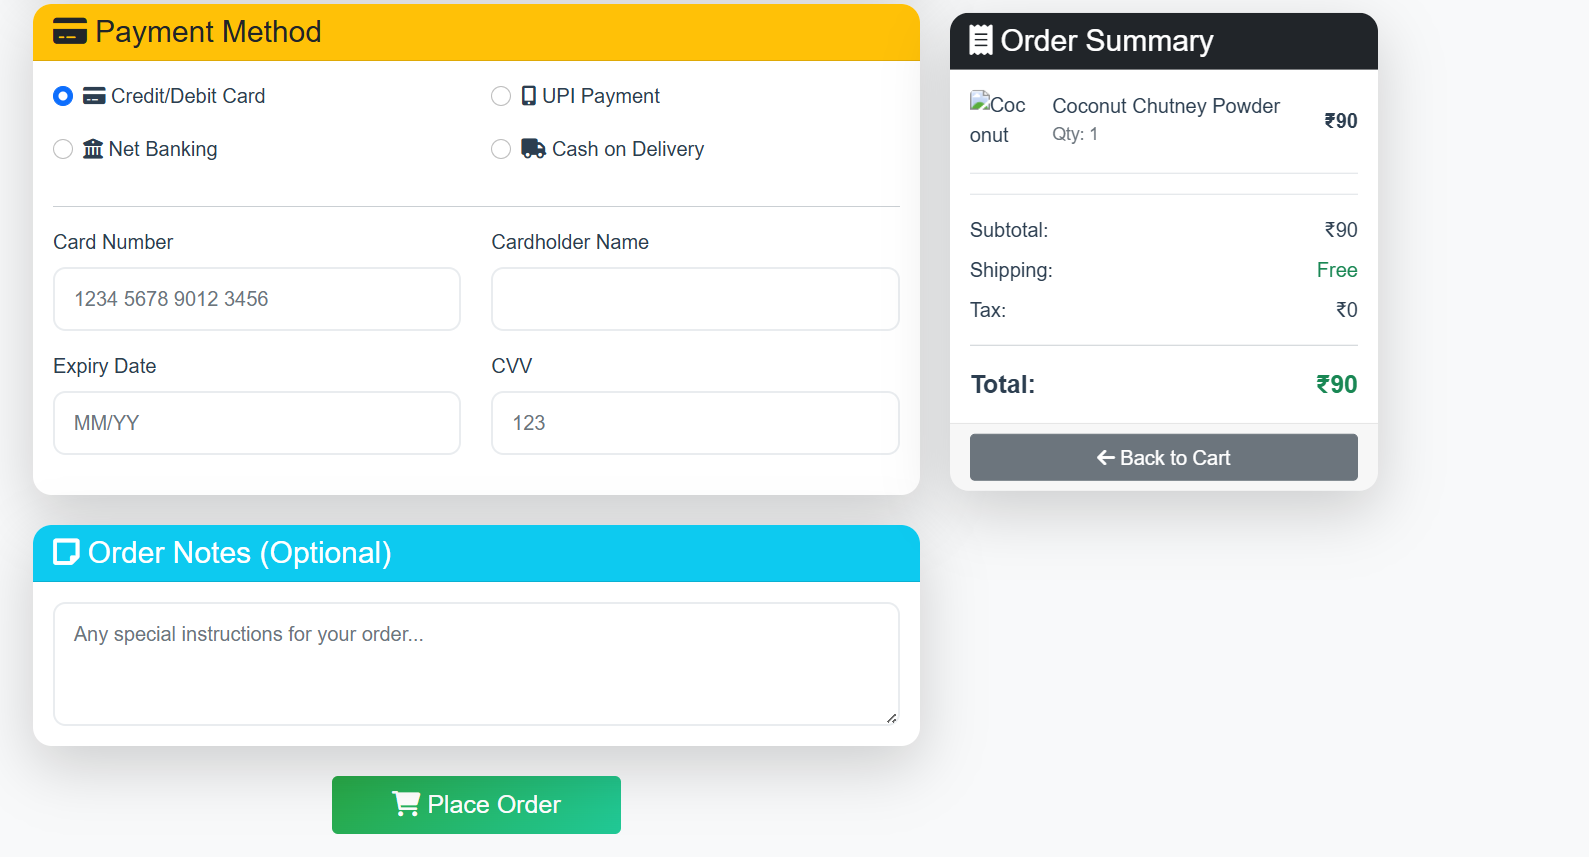 Payment Method
Credit/Debit Card
UPI Payment
Net Banking
Cash on Delivery
Card Number
Cardholder Name
1234 5678 9012 3456
Expiry Date
CVV
MM/YY
123
Order Notes (Optional)
Any special instructions for your order...
Place Order
Order Summary
Coc
onut
Coconut Chutney Powder
Qty: 1
₹90
Subtotal:
₹90
Shipping:
Free
Tax:
₹0
Total:
₹90
Back to Cart